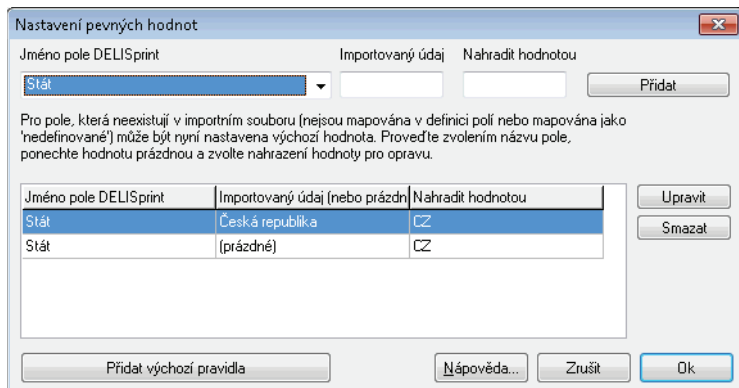 Nastavení pevných hodnot
Jméno pole DELISprint Importovaný údaj Nahradit hodnotou
Stát Přidat
Pro pole, která neexistují v importním souboru (nejsou mapována v definici polí nebo mapována jako
'nedefinované') může být nyní nastavena výchozí hodnota. Proveďte zvolením názvu pole,
ponechte hodnotu prázdnou a zvolte nahrazení hodnoty pro opravu.
Jméno pole DELISprint Importovaný údaj (nebo prázdn Nahradit hodnotou Upravit
Stát Česká republika CZ
Stát (prázdné) CZ Smazat
Přidat výchozí pravidla Nápověda... Zrušit Ok